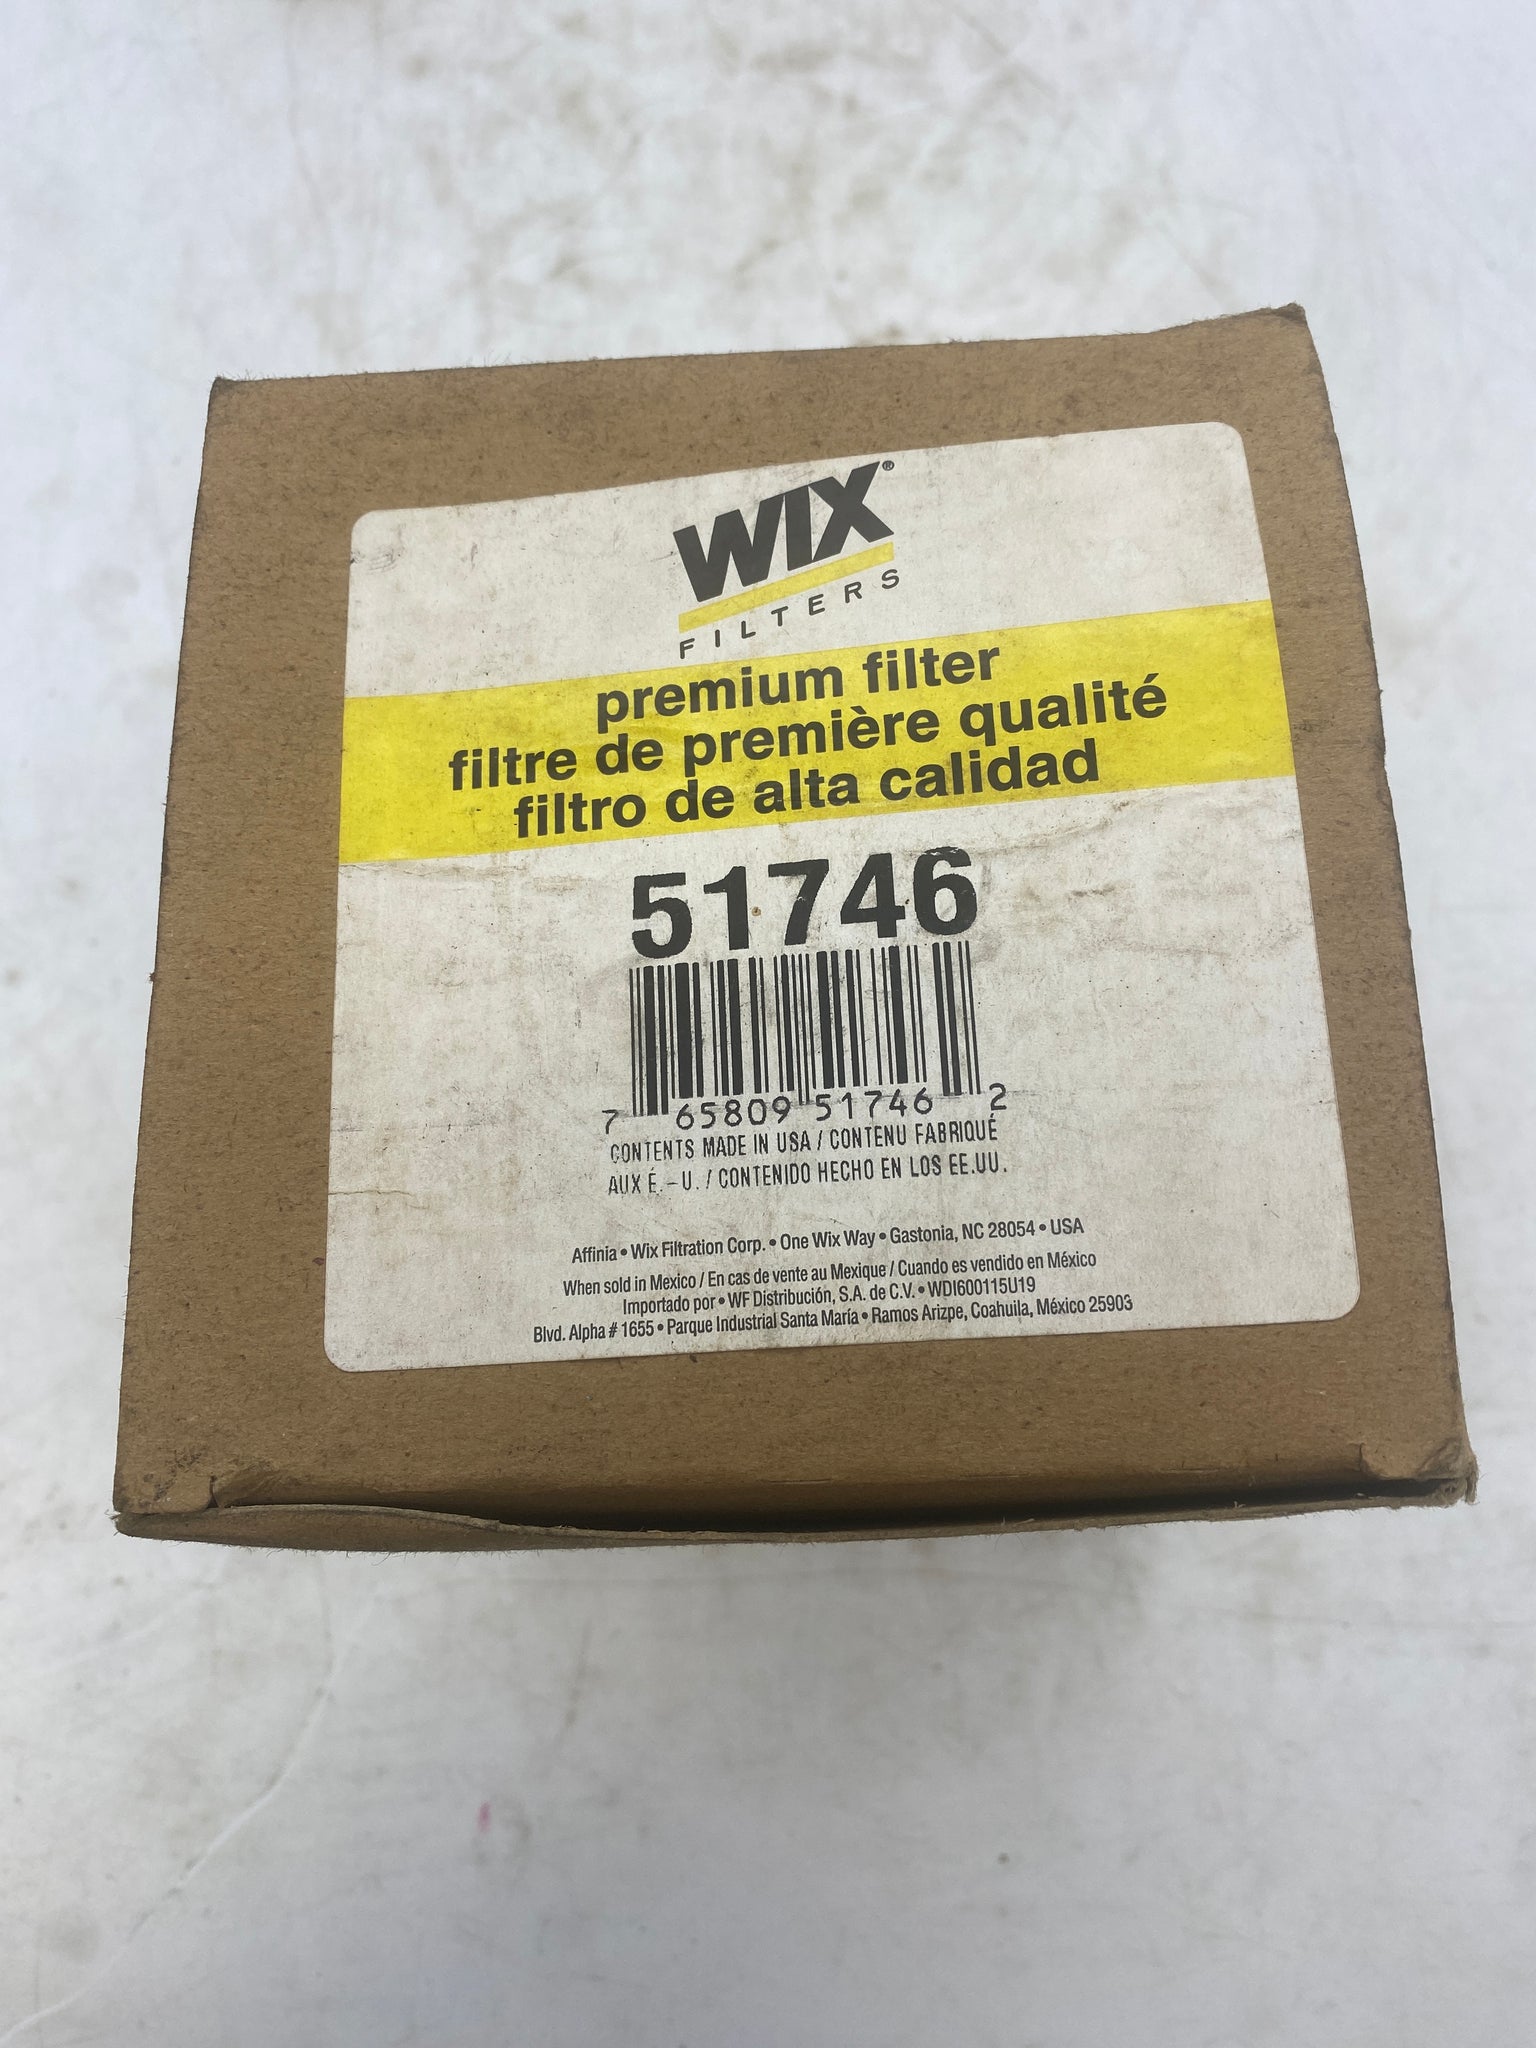 WIX®
FILTERS
premium filter
filtre de première qualité
filtro de alta calidad
51746
7 65809 51746 2
CONTENTS MADE IN USA / CONTENU FABRIQUÉ
AUX É.-U. / CONTENIDO HECHO EN LOS EE.UU.
Affinia • Wix Filtration Corp. • One Wix Way • Gastonia, NC 28054 • USA
When sold in Mexico / En cas de vente au Mexique / Cuando es vendido en México
Importado por • WF Distribución, S.A. de C.V. • WDI600115U19
Blvd. Alpha # 1655 • Parque Industrial Santa María • Ramos Arizpe, Coahuila, México 25903